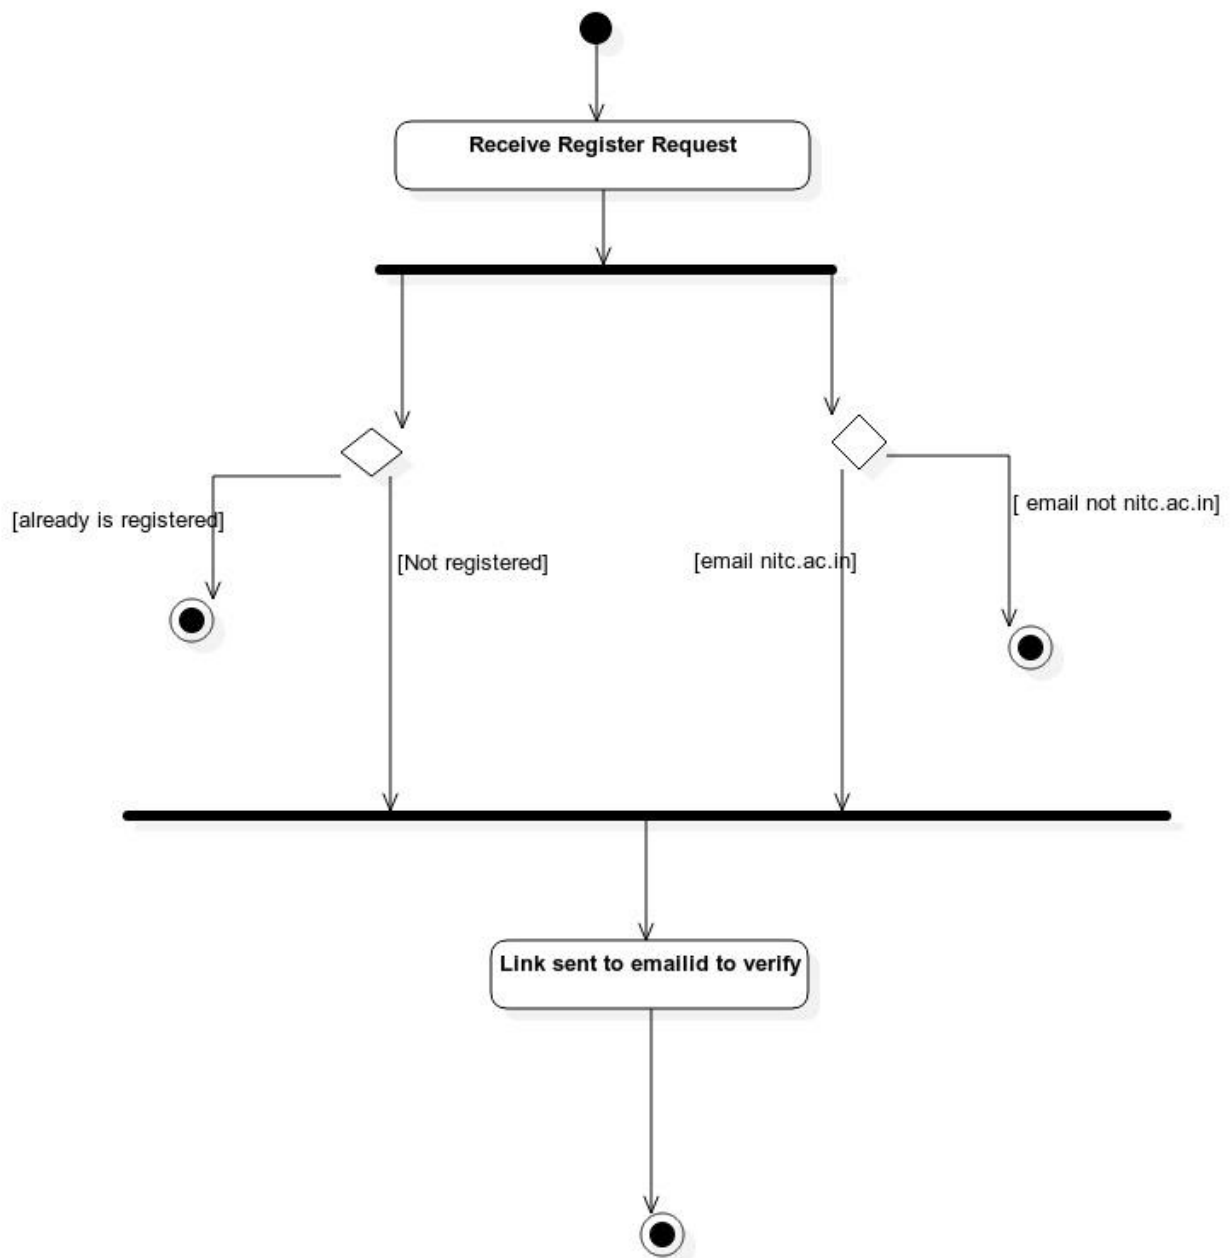 Receive Register Request
[ email not nitc.ac.in]
[already is registered]
[Not registered]
[email nitc.ac.in]
Link sent to emailid to verify